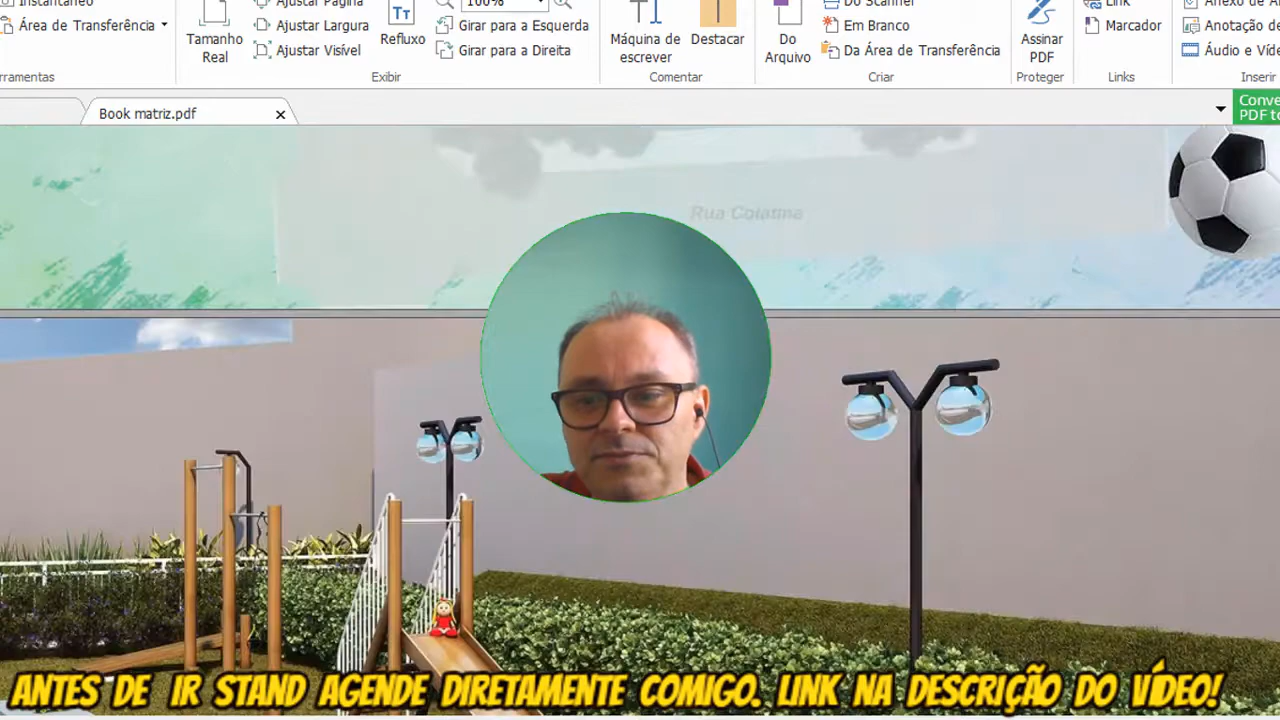 Instantâneo
Área de Transferência
Tamanho Real
Ajustar Página
Ajustar Largura
Ajustar Visível
Refluxo
100%
Girar para a Esquerda
Girar para a Direita
Máquina de escrever
Destacar
Do Arquivo
Do Scanner
Em Branco
Da Área de Transferência
Assinar PDF
Link
Marcador
Anexo de
Anotação de
Áudio e
Exibir
Comentar
Criar
Proteger
Links
Inserir
Book matriz.pdf
PDF to
Rua Colatina
ANTES DE IR STAND AGENDE DIRETAMENTE COMIGO. LINK NA DESCRIÇÃO DO VÍDEO!